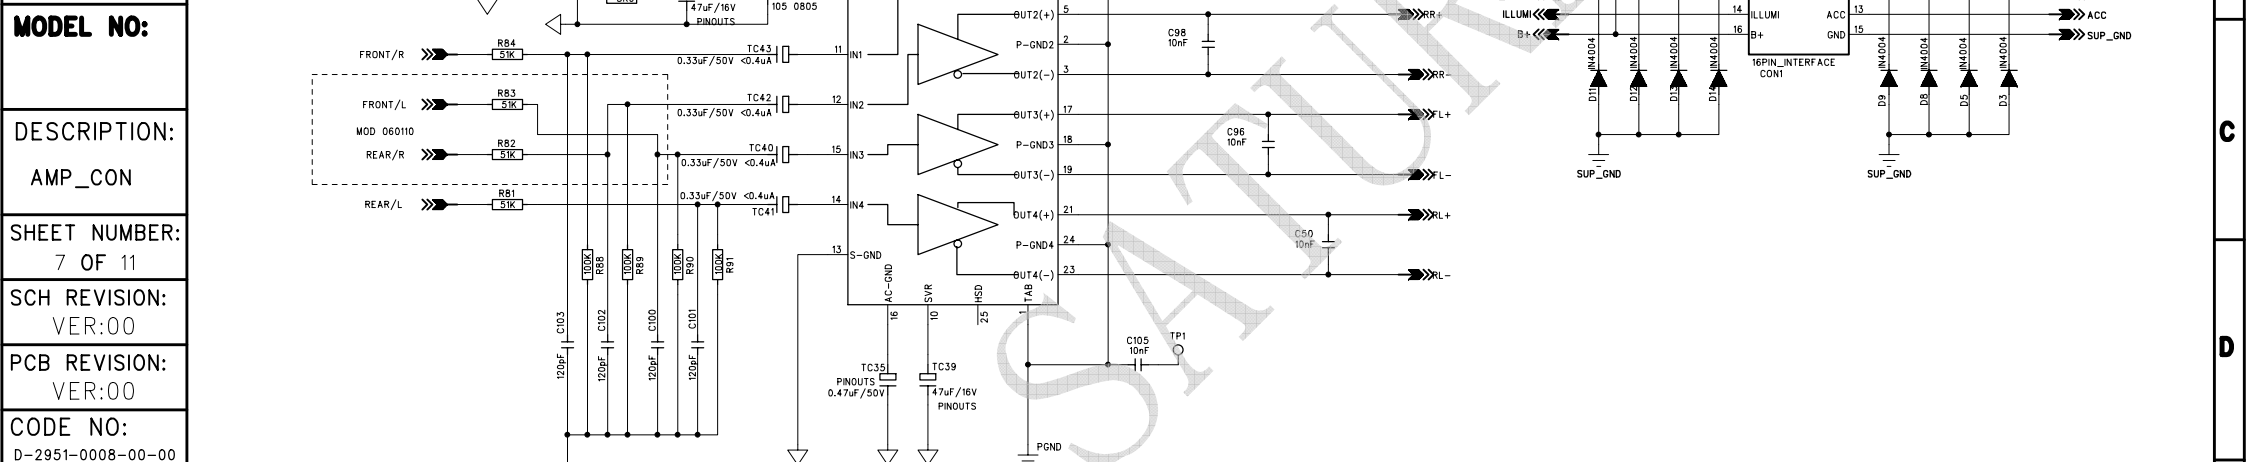 MODEL NO:
DESCRIPTION:
AMP_CON
SHEET NUMBER:
7 OF 11
SCH REVISION:
VER:00
PCB REVISION:
VER:00
CODE NO:
D-2951-0008-00-00
47uF/16V
PINOUTS
105 0805
FRONT/R
R84
51K
TC43
0.33uF/50V <0.4uA
11
IN1
FRONT/L
R83
51K
TC42
0.33uF/50V <0.4uA
12
IN2
MOD 060110
REAR/R
R82
51K
TC40
0.33uF/50V <0.4uA
15
IN3
REAR/L
R81
51K
0.33uF/50V <0.4uA
TC41
14
IN4
13
S-GND
100K
R88
100K
R89
100K
R90
100K
R91
C103
120pF
C102
120pF
C100
120pF
C101
120pF
AC-GND
16
SVR
10
HSD
25
TAB
1
TC35
PINOUTS
0.47uF/50V
TC39
47uF/16V
PINOUTS
OUT2(+)
5
P-GND2
2
OUT2(-)
3
OUT3(+)
17
P-GND3
18
OUT3(-)
19
OUT4(+)
21
P-GND4
24
OUT4(-)
23
C98
10nF
C96
10nF
C50
10nF
C105
10nF
TP1
PGND
RR+
RR-
FL+
FL-
RL+
RL-
SATUR
ILLUMI
B+
14
ILLUMI
16
B+
ACC
13
GND
15
ACC
SUP_GND
16PIN_INTERFACE
CON1
IN4004
D11
IN4004
D12
IN4004
D13
IN4004
IN4004
D9
IN4004
D8
IN4004
D5
IN4004
D3
SUP_GND
SUP_GND
C
D